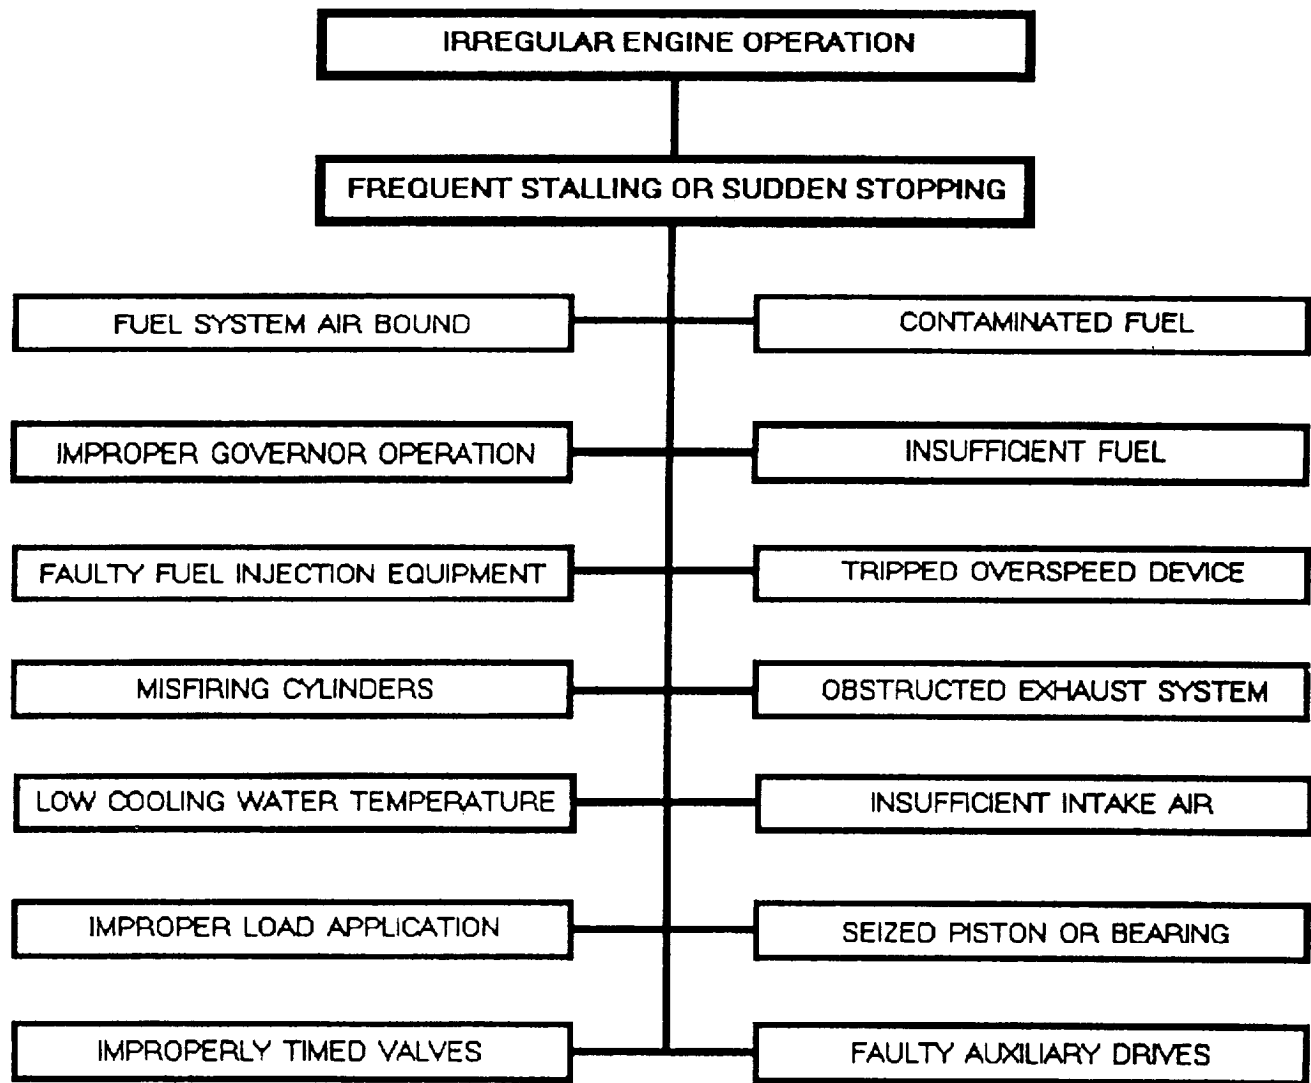 IRREGULAR ENGINE OPERATION
FREQUENT STALLING OR SUDDEN STOPPING
FUEL SYSTEM AIR BOUND
CONTAMINATED FUEL
IMPROPER GOVERNOR OPERATION
INSUFFICIENT FUEL
FAULTY FUEL INJECTION EQUIPMENT
TRIPPED OVERSPEED DEVICE
MISFIRING CYLINDERS
OBSTRUCTED EXHAUST SYSTEM
LOW COOLING WATER TEMPERATURE
INSUFFICIENT INTAKE AIR
IMPROPER LOAD APPLICATION
SEIZED PISTON OR BEARING
IMPROPERLY TIMED VALVES
FAULTY AUXILIARY DRIVES